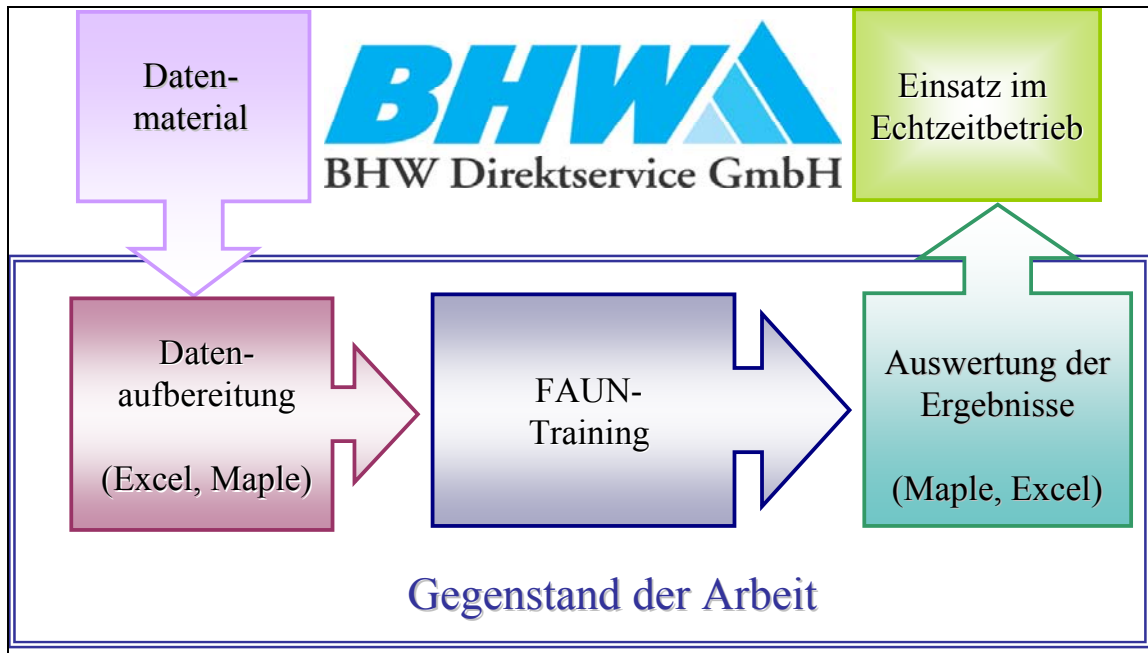 Daten-
material
BHW
BHW Direktservice GmbH
Einsatz im
Echtzeitbetrieb
Daten-
aufbereitung
(Excel, Maple)
FAUN-
Training
Auswertung der
Ergebnisse
(Maple, Excel)
Gegenstand der Arbeit